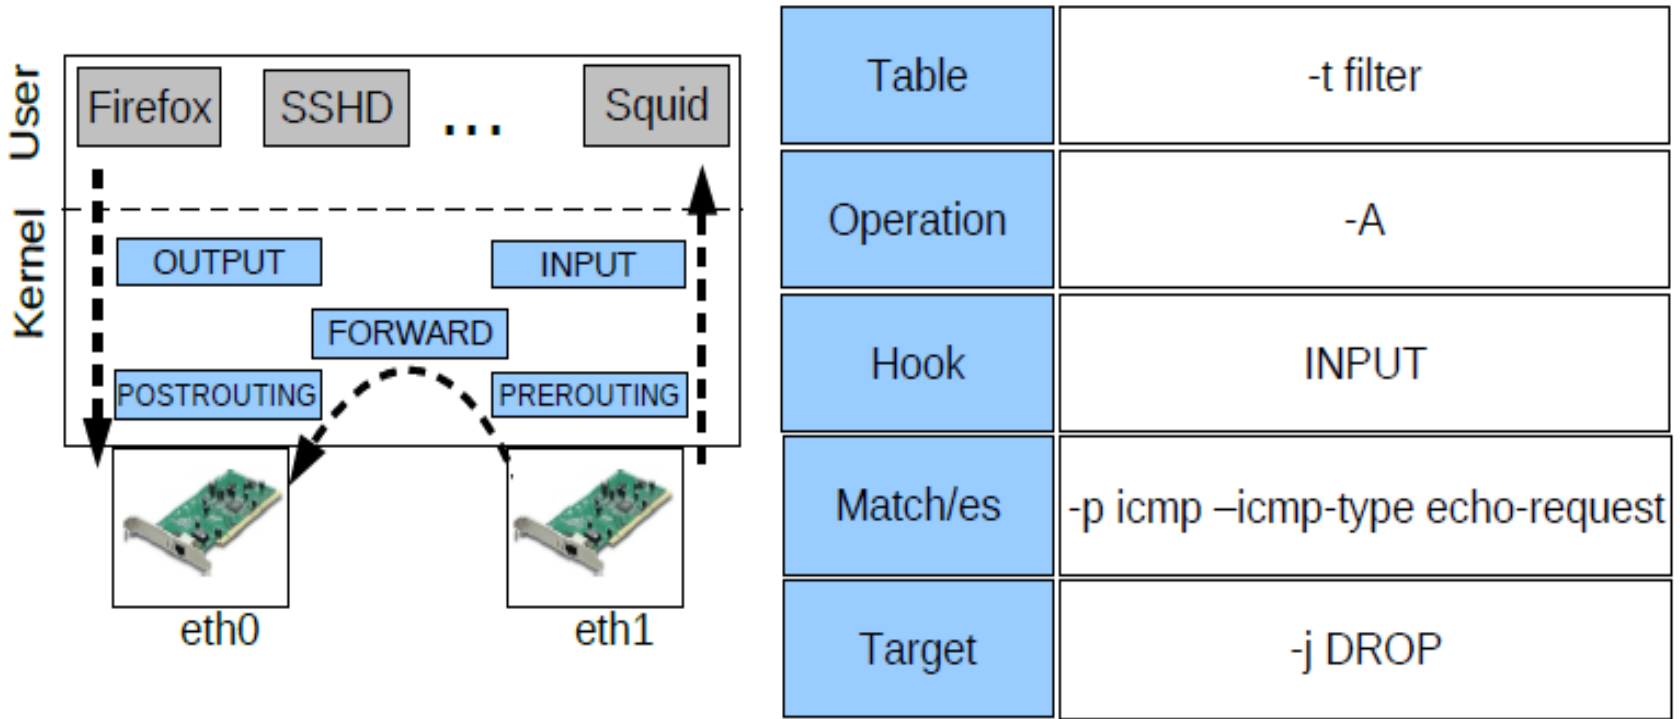 User
Kernel
Firefox
SSHD
...
Squid
OUTPUT
INPUT
FORWARD
POSTROUTING
PREROUTING
eth0
eth1
Table
-t filter
Operation
-A
Hook
INPUT
Match/es
-p icmp –icmp-type echo-request
Target
-j DROP